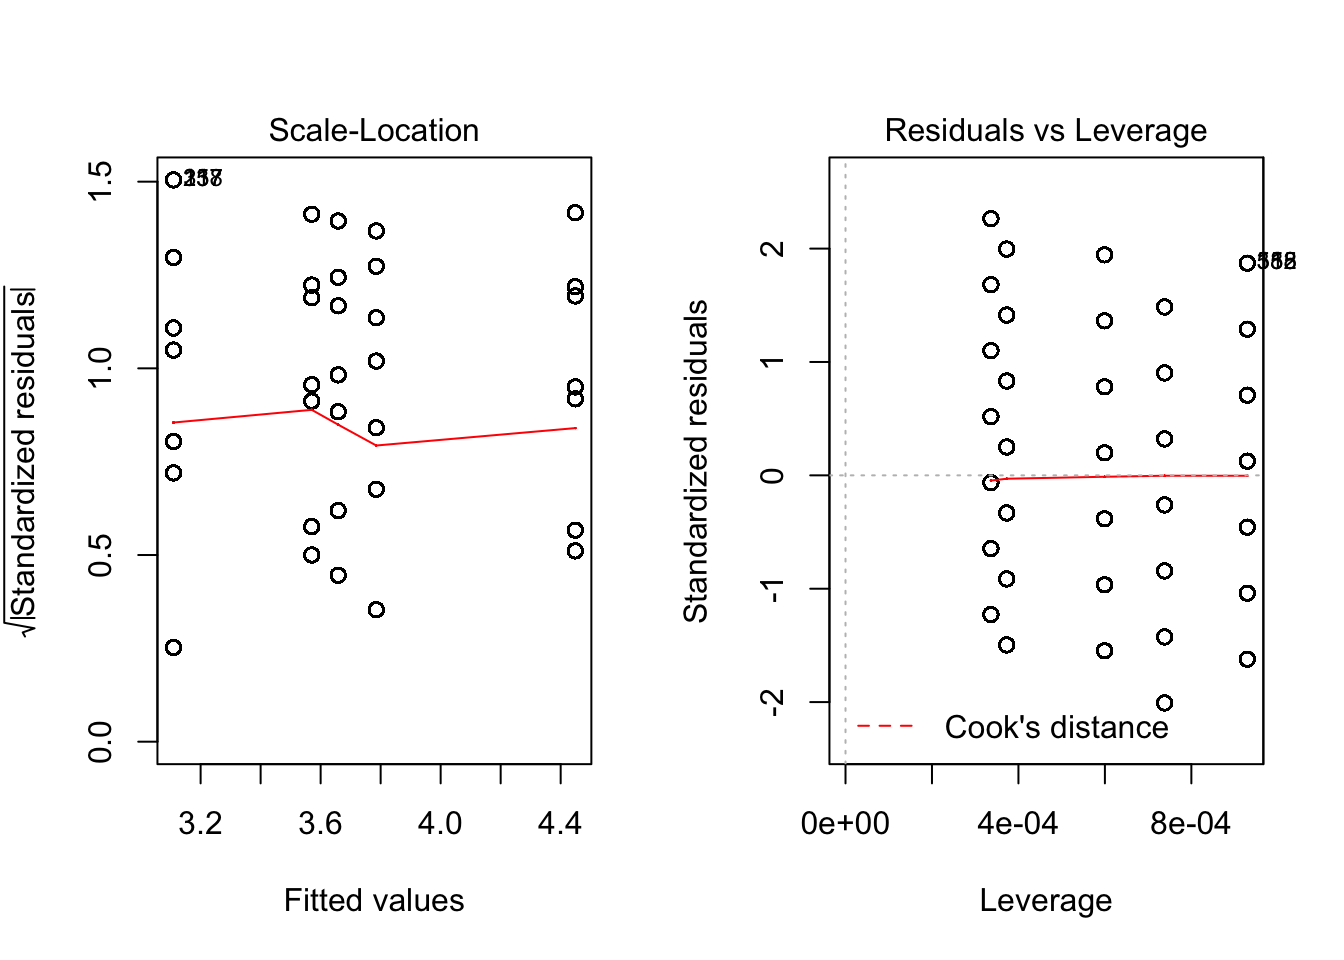 Scale-Location
√|Standardized residuals|
1.5
1.0
0.5
0.0
3.2
3.6
4.0
4.4
Fitted values
Residuals vs Leverage
Standardized residuals
2
1
0
-1
-2
Cook's distance
0e+00
4e-04
8e-04
Leverage